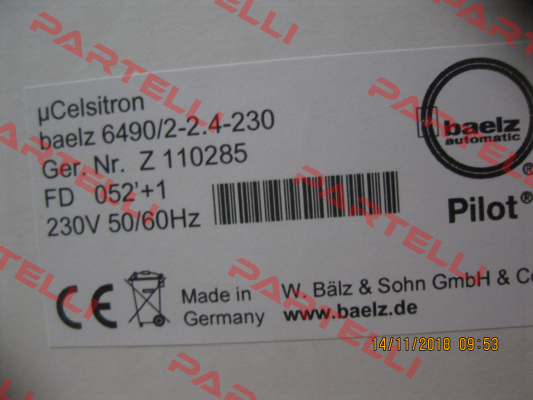 µCelsitron
baelz 6490/2-2.4-230
Ger. Nr. Z 110285
FD 052'+1
230V 50/60Hz
baelz
automatic
®
Pilot®
CE
Made in
Germany
W. Bälz & Sohn GmbH & Co
www.baelz.de
14/11/2018 09:53
PARTELLI
PARTELLI
PARTELLI
PARTELLI
PARTELLI